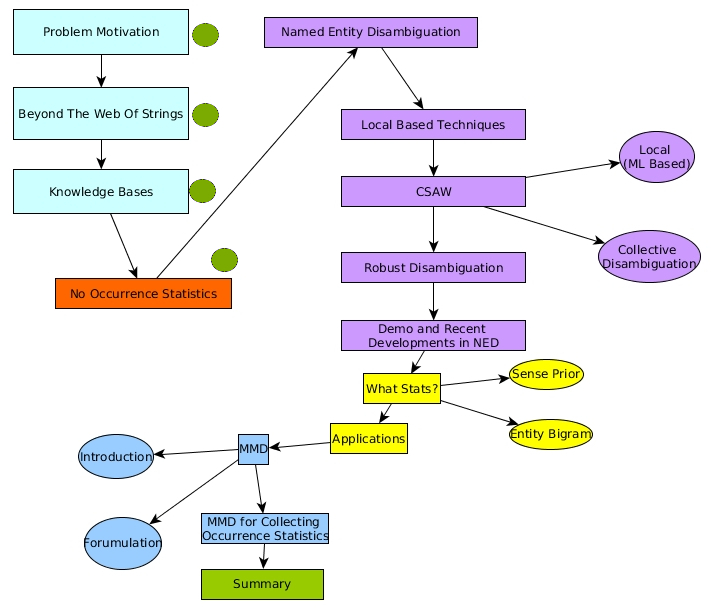 Problem Motivation
Beyond The Web Of Strings
Knowledge Bases
No Occurrence Statistics
Named Entity Disambiguation
Local Based Techniques
CSAW
Local
(ML Based)
Collective
Disambiguation
Robust Disambiguation
Demo and Recent
Developments in NED
What Stats?
Sense Prior
Entity Bigram
Applications
MMD
Introduction
Forumulation
MMD for Collecting
Occurrence Statistics
Summary